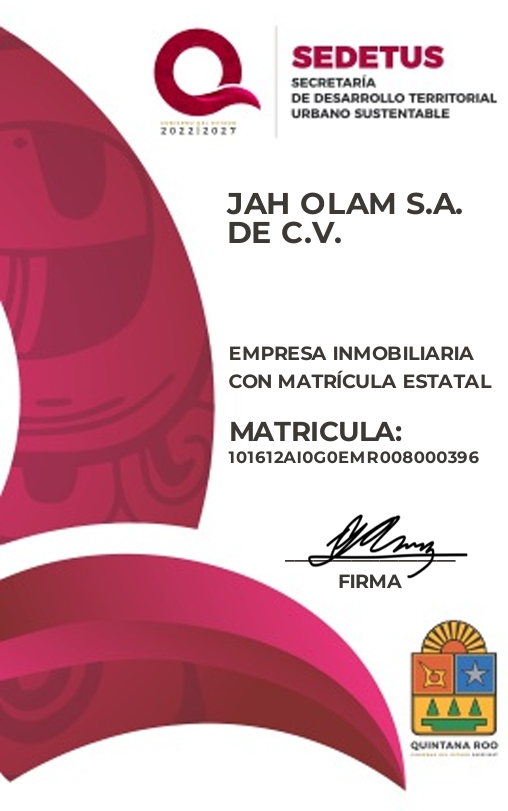 SEDETUS
SECRETARÍA
DE DESARROLLO TERRITORIAL
URBANO SUSTENTABLE
GOBIERNO DEL ESTADO
2022|2027
JAH OLAM S.A.
DE C.V.
EMPRESA INMOBILIARIA
CON MATRÍCULA ESTATAL
MATRICULA:
101612AI0G0EMR008000396
FIRMA
QUINTANA ROO